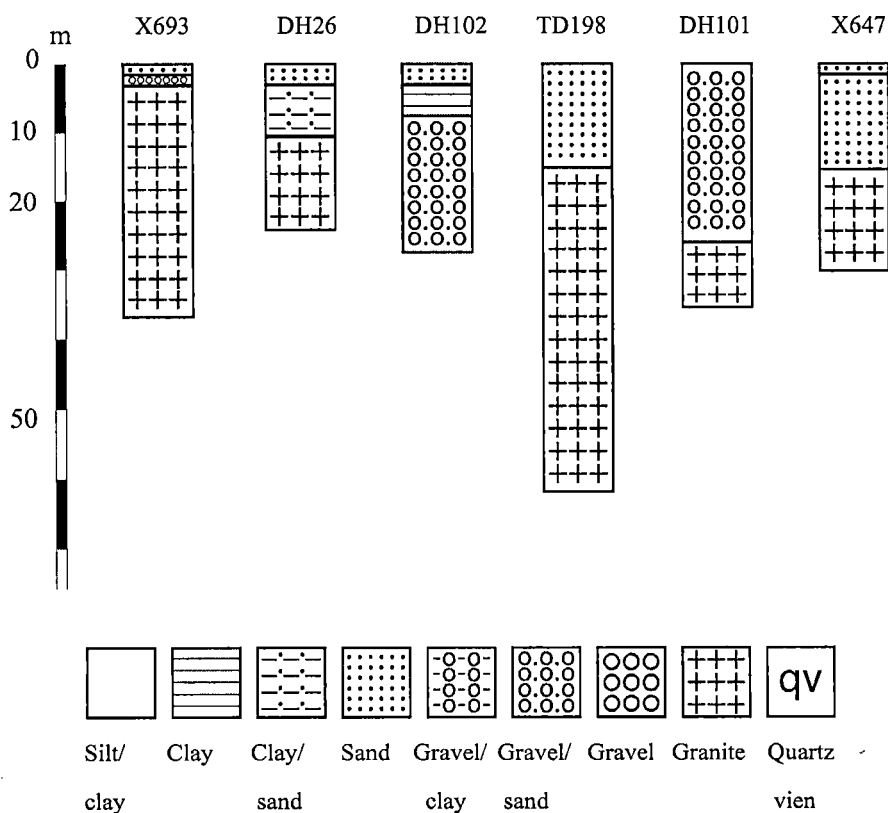 m X693 DH26 DH102 TD198 DH101 X647
0
10
20
50
qv
Silt/ Clay Clay/ Sand Gravel/ Gravel/ Gravel Granite Quartz
clay sand clay sand vien